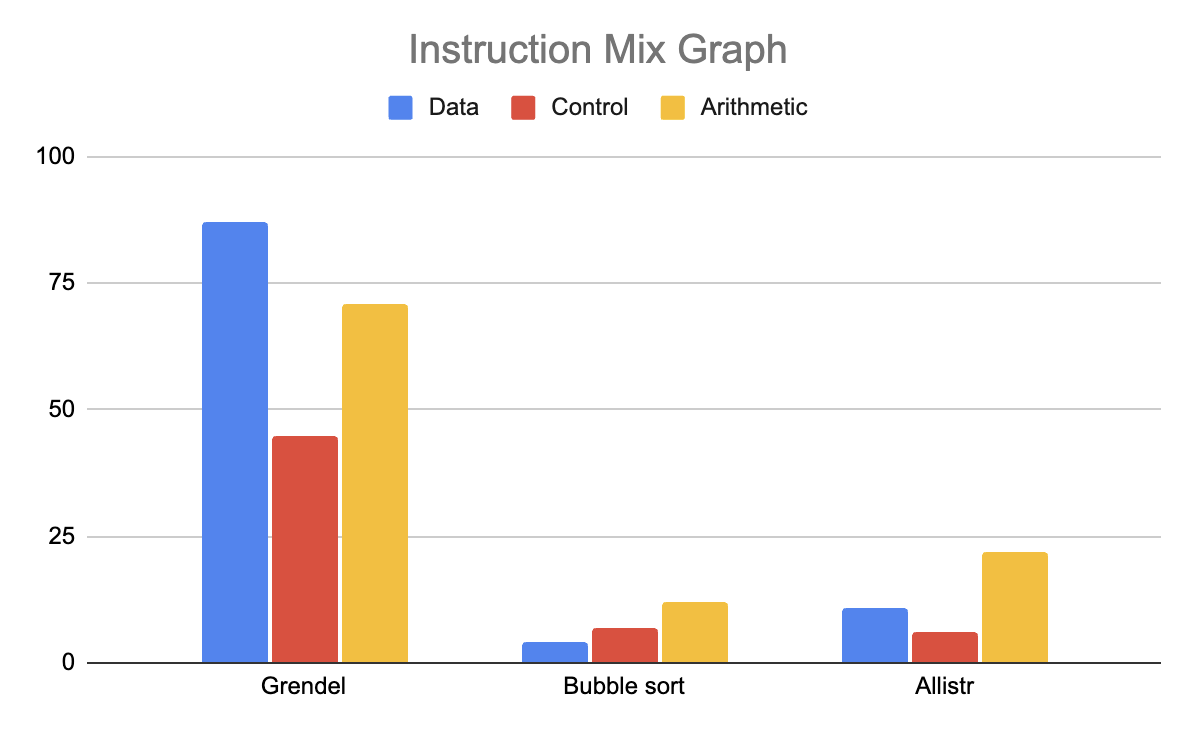 Instruction Mix Graph
Data Control Arithmetic
100
75
50
25
0
Grendel Bubble sort Allistr